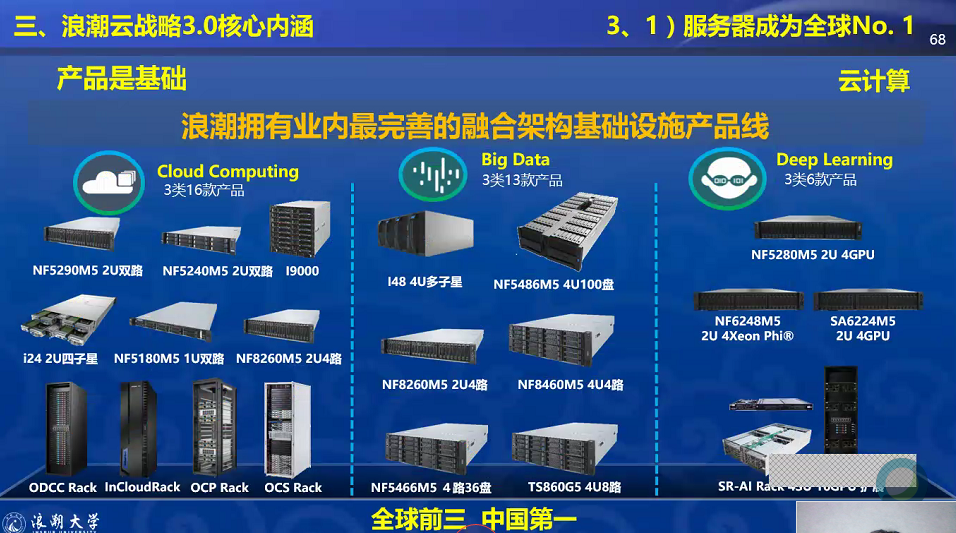 三、浪潮云战略3.0核心内涵
3、1）服务器成为全球No. 1
68
产品是基础
云计算
浪潮拥有业内最完善的融合架构基础设施产品线
Cloud Computing
3类16款产品
NF5290M5 2U双路
NF5240M5 2U双路
I9000
i24 2U四子星
NF5180M5 1U双路
NF8260M5 2U4路
ODCC Rack
InCloudRack
OCP Rack
OCS Rack
Big Data
3类13款产品
I48 4U多子星
NF5486M5 4U100盘
NF8260M5 2U4路
NF8460M5 4U4路
NF5466M5 4路36盘
TS860G5 4U8路
Deep Learning
3类6款产品
NF5280M5 2U 4GPU
NF6248M5
2U 4Xeon Phi®
SA6224M5
2U 4GPU
SR-AI Rack
浪潮大学
INSPUR UNIVERSITY
全球前三 中国第一